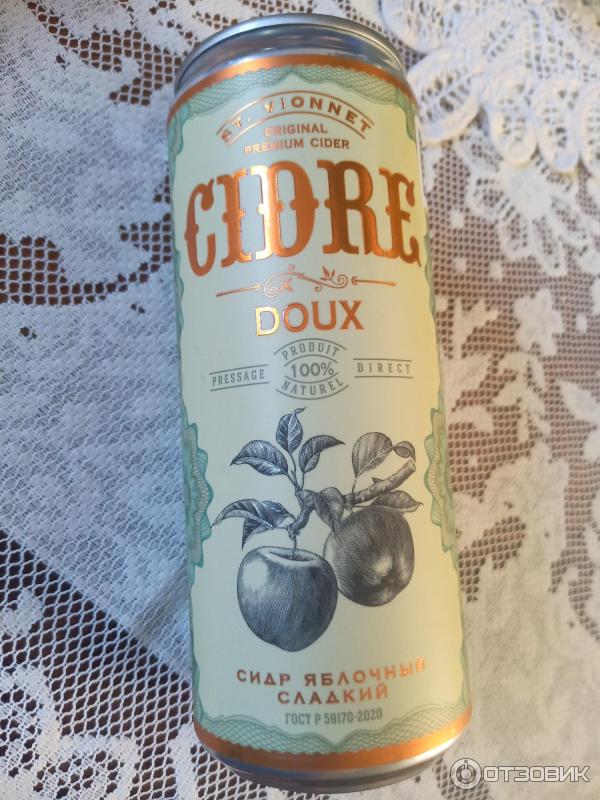 ST. VIONNET
ORIGINAL
PREMIUM CIDER
CIDRE
DOUX
PRODUIT
PRESSAGE 100% DIRECT
NATUREL
СИДР ЯБЛОЧНЫЙ
СЛАДКИЙ
ГОСТ Р 59170-2020
ОТЗОВИК